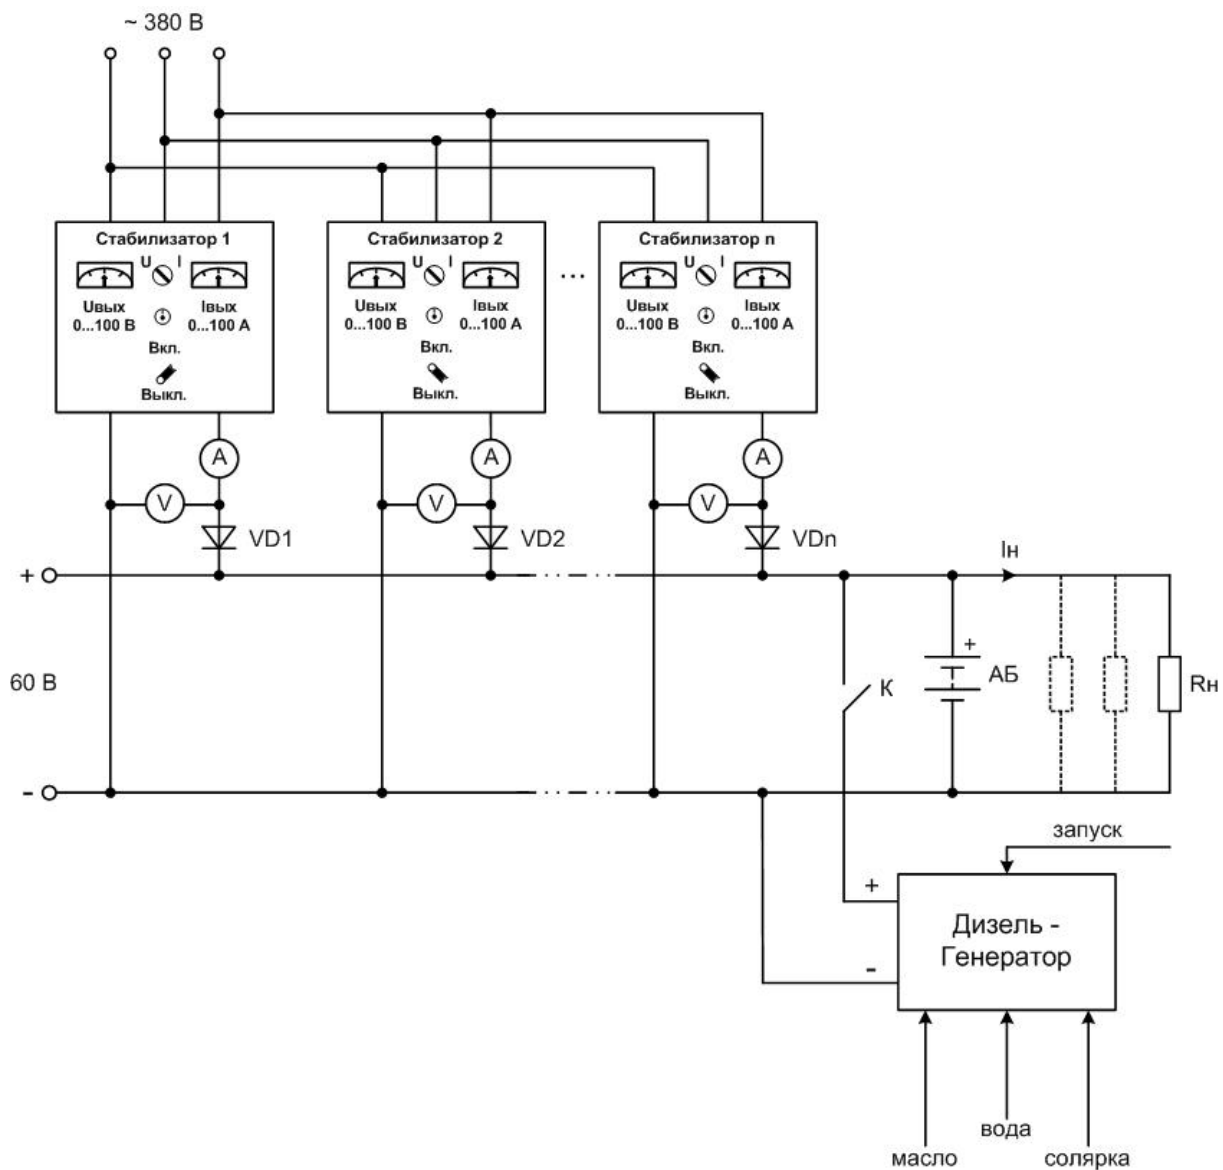 ~ 380 В
Стабилизатор 1
U I
Uвых
0...100 В
Iвых
0...100 А
Вкл.
Выкл.
Стабилизатор 2
U I
Uвых
0...100 В
Iвых
0...100 А
Вкл.
Выкл.
...
Стабилизатор n
U I
Uвых
0...100 В
Iвых
0...100 А
Вкл.
Выкл.
A
A
A
V
V
V
VD1
VD2
VDn
+
Iн
60 В
К
+
АБ
Rн
-
запуск
+
-
Дизель -
Генератор
масло
вода
солярка